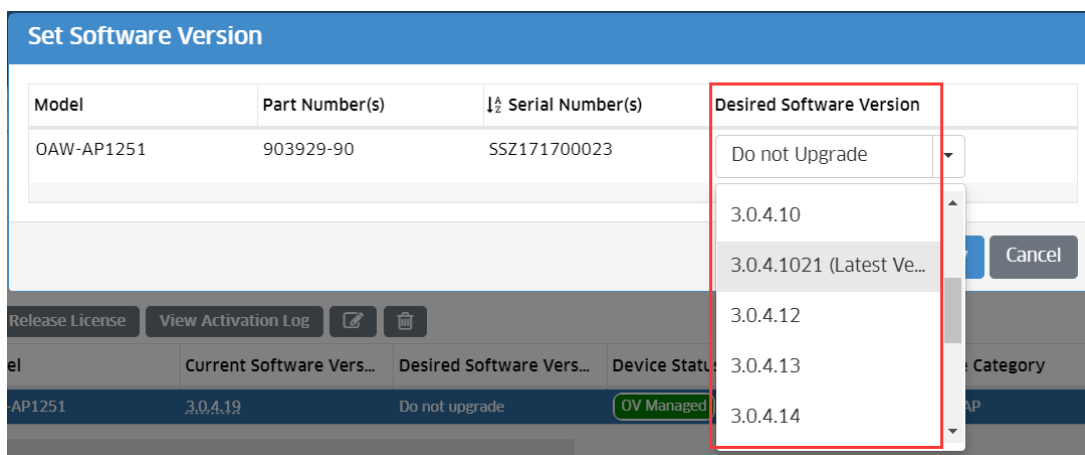 Set Software Version
Model Part Number(s) Serial Number(s) Desired Software Version
OAW-AP1251 903929-90 SSZ171700023 Do not Upgrade
3.0.4.10
3.0.4.1021 (Latest Ve...
Cancel
3.0.4.12
3.0.4.13
3.0.4.14
Release License View Activation Log
el Current Software Vers... Desired Software Vers... Device Statu Category
-AP1251 3.0.4.19 Do not upgrade OV Managed AP